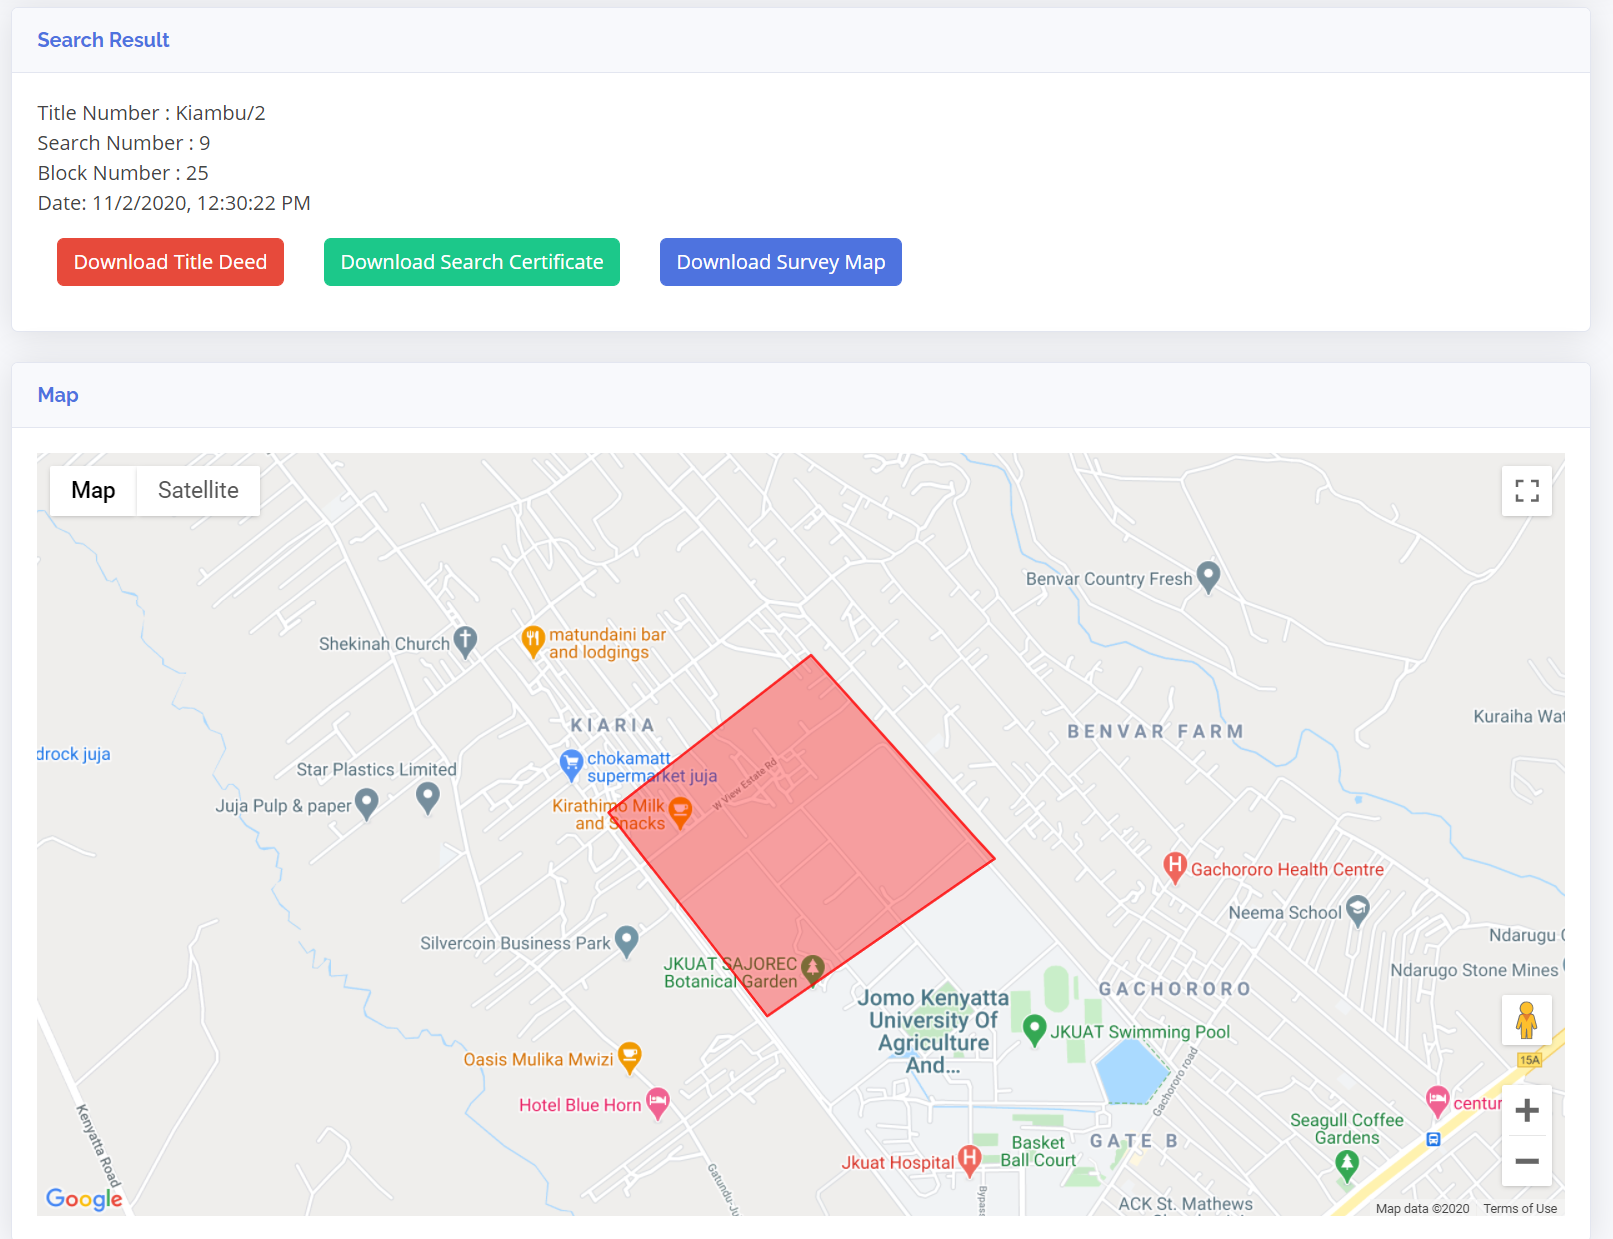 Search Result
Title Number : Kiambu/2
Search Number : 9
Block Number : 25
Date: 11/2/2020, 12:30:22 PM
Download Title Deed
Download Search Certificate
Download Survey Map
Map
Map
Satellite
Benvar Country Fresh
Shekinah Church
matundaini bar
and lodgings
KIARIA
BENVAR FARM
Kuraiha Wat
drock juja
chokamatt
supermarket juja
Star Plastics Limited
W View Estate Rd
Juja Pulp & paper
Kirathimo Milk
and Snacks
Gachororo Health Centre
Neema School
Silvercoin Business Park
Ndarugu
JKUAT SAJOREC
Botanical Garden
Ndarugo Stone Mines
GACHORORO
Jomo Kenyatta
University Of
Agriculture
And...
JKUAT Swimming Pool
Oasis Mulika Mwizi
15A
Gachororo road
Hotel Blue Horn
centur
Kenyatta Road
Seagull Coffee
Gardens
GATE B
Basket
Ball Court
Jkuat Hospital
Gatundu-Ju
Bypass
ACK St. Mathews
Google
Map data ©2020
Terms of Use